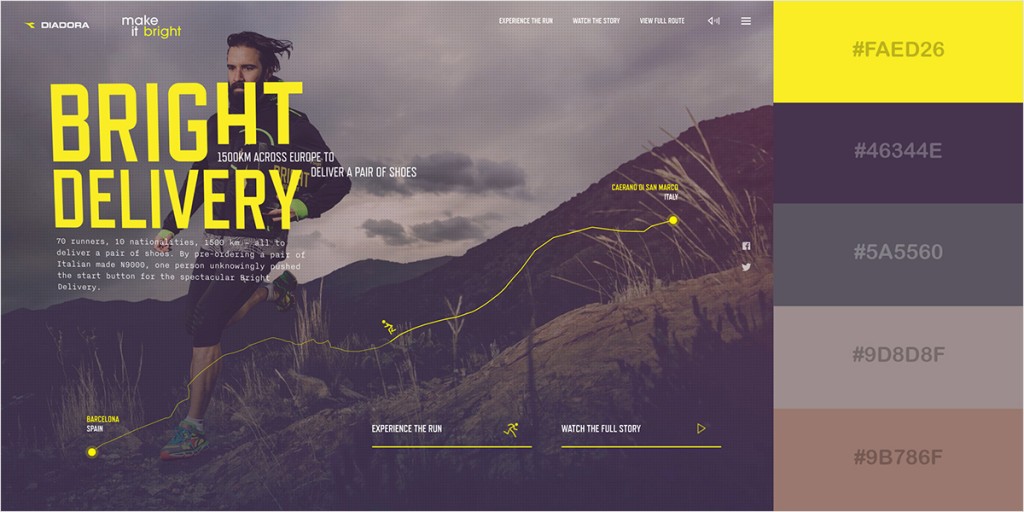 DIADORA
make
it bright
EXPERIENCE THE RUN
WATCH THE STORY
VIEW FULL ROUTE
BRIGHT
1500KM ACROSS EUROPE TO
DELIVER A PAIR OF SHOES
DELIVERY
70 runners, 10 nationalities, 1500 km – all to
deliver a pair of shoes. By pre-ordering a pair of
Italian made N9000, one person unknowingly pushed
the start button for the spectacular Bright
Delivery.
CAERANO DI SAN MARCO
ITALY
BARCELONA
SPAIN
EXPERIENCE THE RUN
WATCH THE FULL STORY
#FAED26
#46344E
#5A5560
#9D8D8F
#9B786F